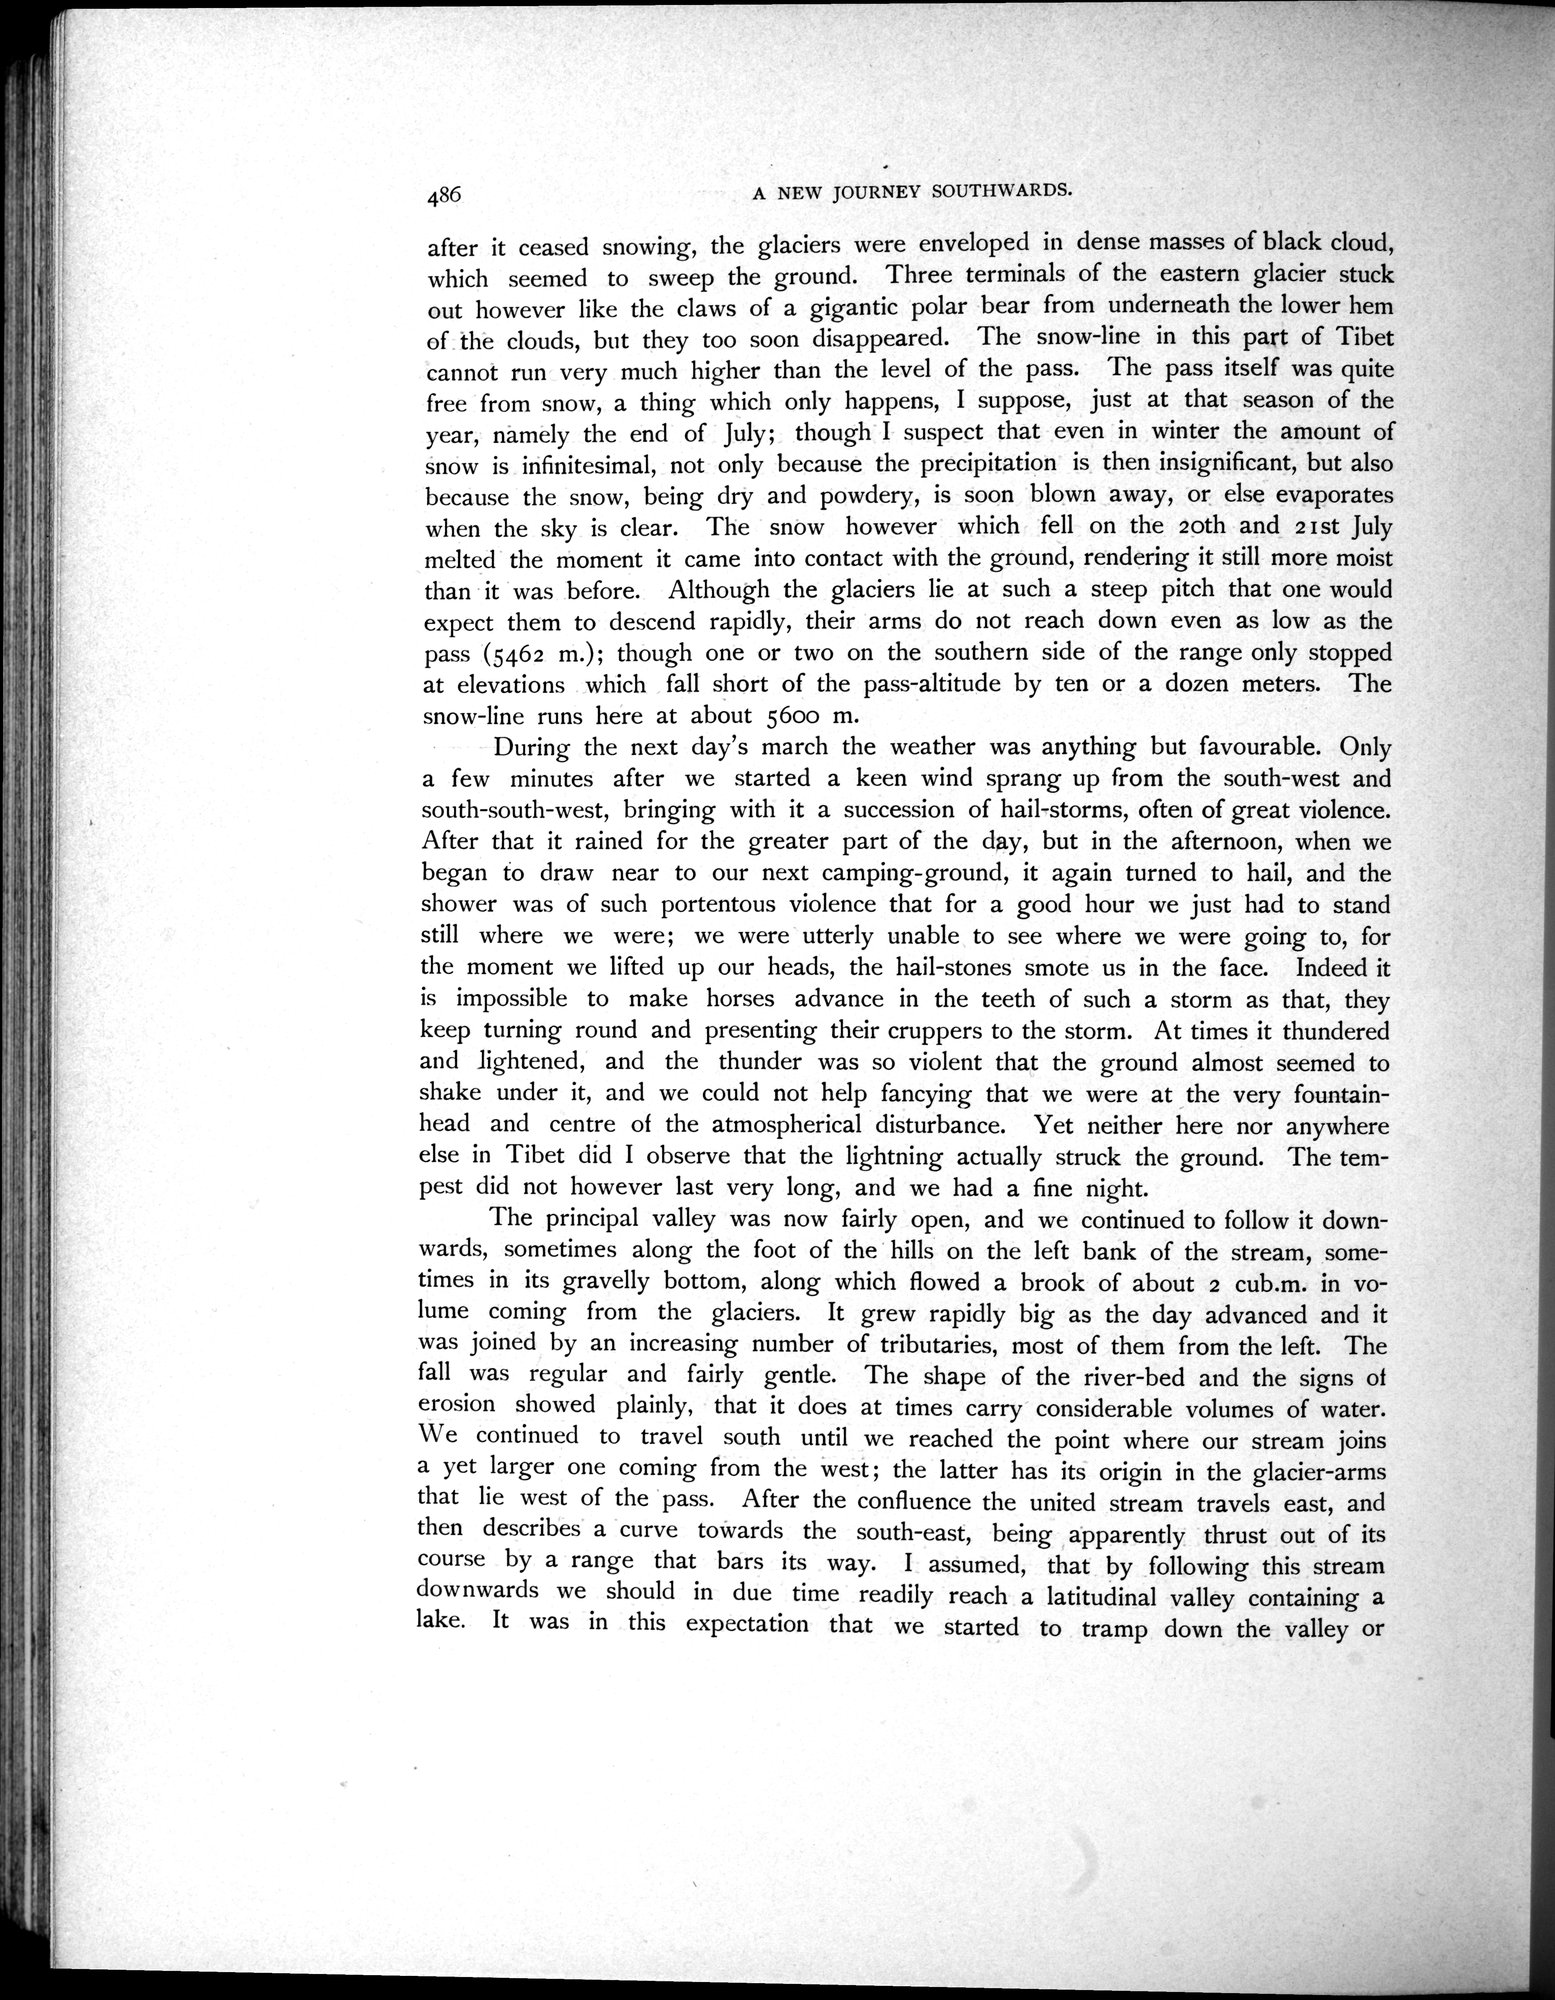 486 A NEW JOURNEY SOUTHWARDS.
after it ceased snowing, the glaciers were enveloped in dense masses of black cloud,
which seemed to sweep the ground. Three terminals of the eastern glacier stuck
out however like the claws of a gigantic polar bear from underneath the lower hem
of the clouds, but they too soon disappeared. The snow-line in this part of Tibet
cannot run very much higher than the level of the pass. The pass itself was quite
free from snow, a thing which only happens, I suppose, just at that season of the
year, namely the end of July; though I suspect that even in winter the amount of
snow is infinitesimal, not only because the precipitation is then insignificant, but also
because the snow, being dry and powdery, is soon blown away, or else evaporates
when the sky is clear. The snow however which fell on the 20th and 21st July
melted the moment it came into contact with the ground, rendering it still more moist
than it was before. Although the glaciers lie at such a steep pitch that one would
expect them to descend rapidly, their arms do not reach down even as low as the
pass (5462 m.); though one or two on the southern side of the range only stopped
at elevations which fall short of the pass-altitude by ten or a dozen meters. The
snow-line runs here at about 5600 m.
During the next day's march the weather was anything but favourable. Only
a few minutes after we started a keen wind sprang up from the south-west and
south-south-west, bringing with it a succession of hail-storms, often of great violence.
After that it rained for the greater part of the day, but in the afternoon, when we
began to draw near to our next camping-ground, it again turned to hail, and the
shower was of such portentous violence that for a good hour we just had to stand
still where we were; we were utterly unable to see where we were going to, for
the moment we lifted up our heads, the hail-stones smote us in the face. Indeed it
is impossible to make horses advance in the teeth of such a storm as that, they
keep turning round and presenting their cruppers to the storm. At times it thundered
and lightened, and the thunder was so violent that the ground almost seemed to
shake under it, and we could not help fancying that we were at the very fountain-
head and centre of the atmospherical disturbance. Yet neither here nor anywhere
else in Tibet did I observe that the lightning actually struck the ground. The tem-
pest did not however last very long, and we had a fine night.
The principal valley was now fairly open, and we continued to follow it down-
wards, sometimes along the foot of the hills on the left bank of the stream, some-
times in its gravelly bottom, along which flowed a brook of about 2 cub.m. in vo-
lume coming from the glaciers. It grew rapidly big as the day advanced and it
was joined by an increasing number of tributaries, most of them from the left. The
fall was regular and fairly gentle. The shape of the river-bed and the signs of
erosion showed plainly, that it does at times carry considerable volumes of water.
We continued to travel south until we reached the point where our stream joins
a yet larger one coming from the west; the latter has its origin in the glacier-arms
that lie west of the pass. After the confluence the united stream travels east, and
then describes a curve towards the south-east, being apparently thrust out of its
course by a range that bars its way. I assumed, that by following this stream
downwards we should in due time readily reach a latitudinal valley containing a
lake. It was in this expectation that we started to tramp down the valley or